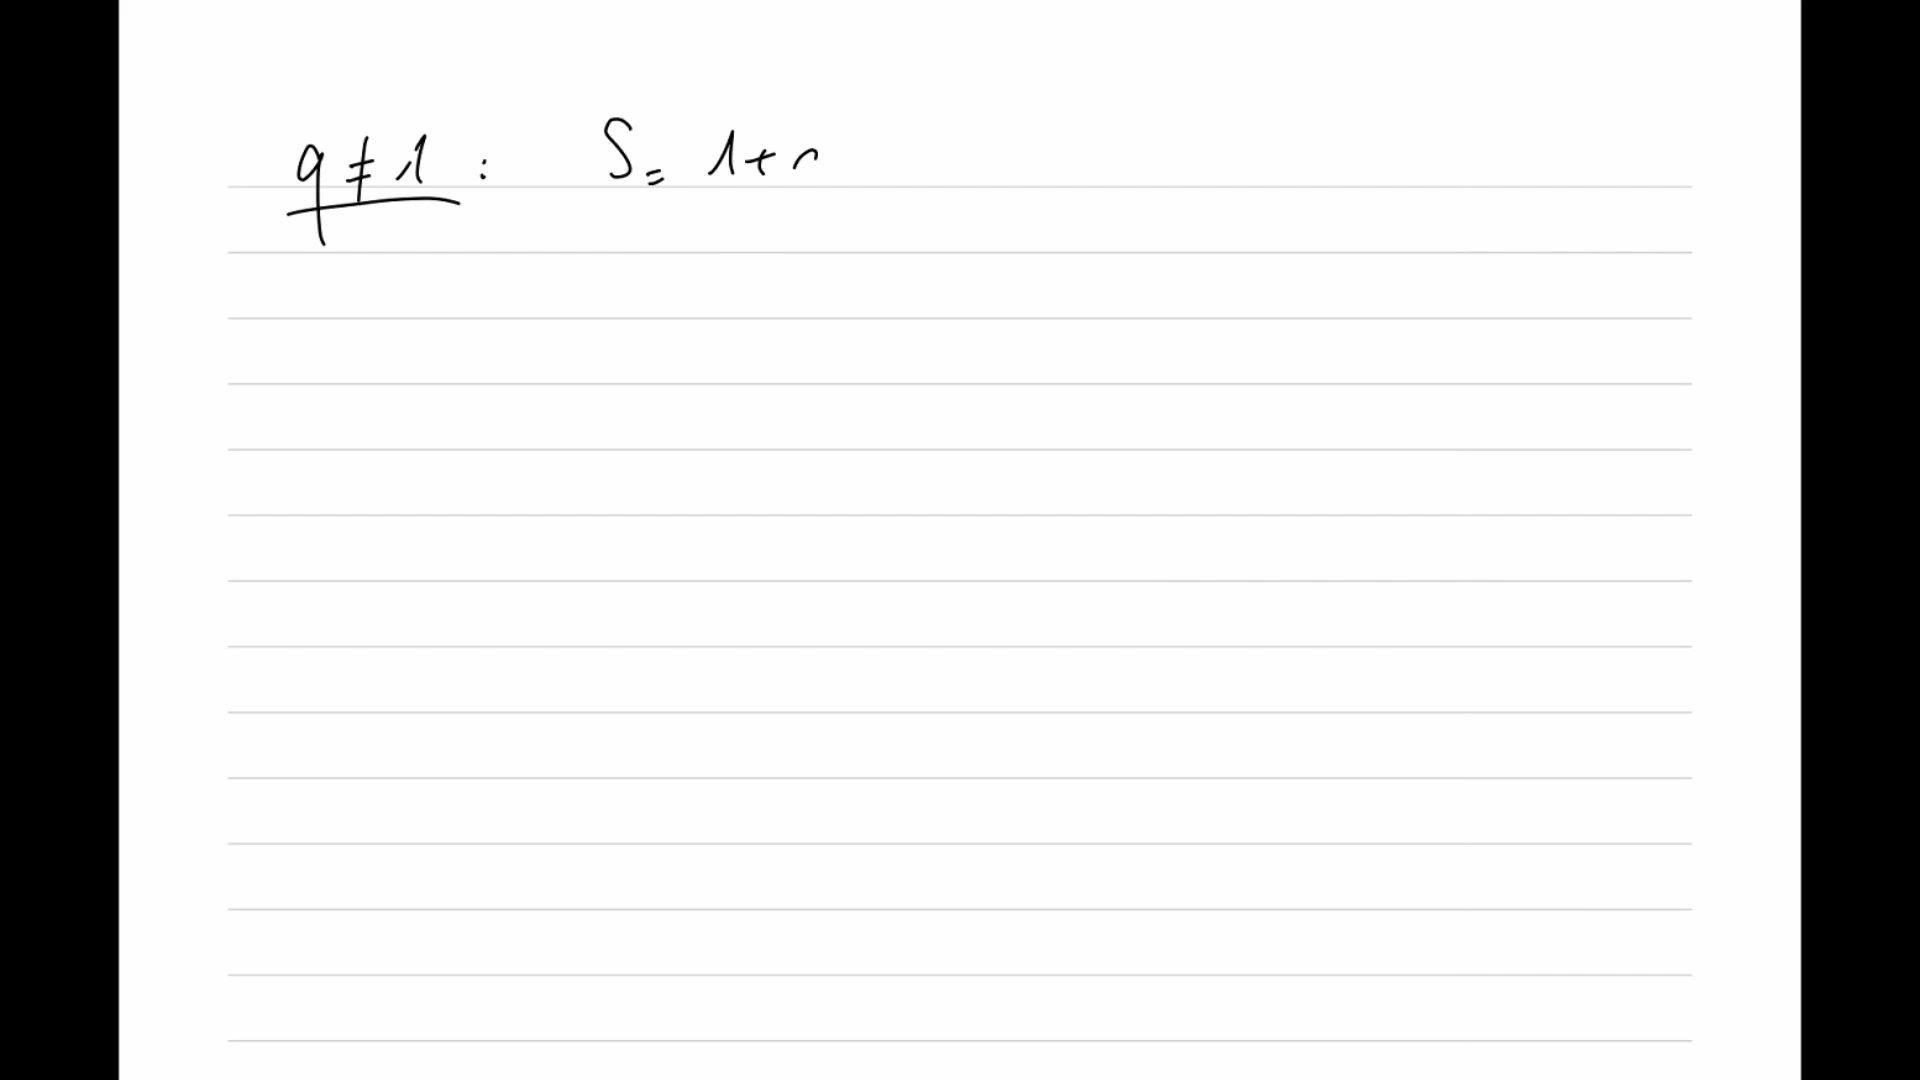 q ≠ 1 : S = 1 +